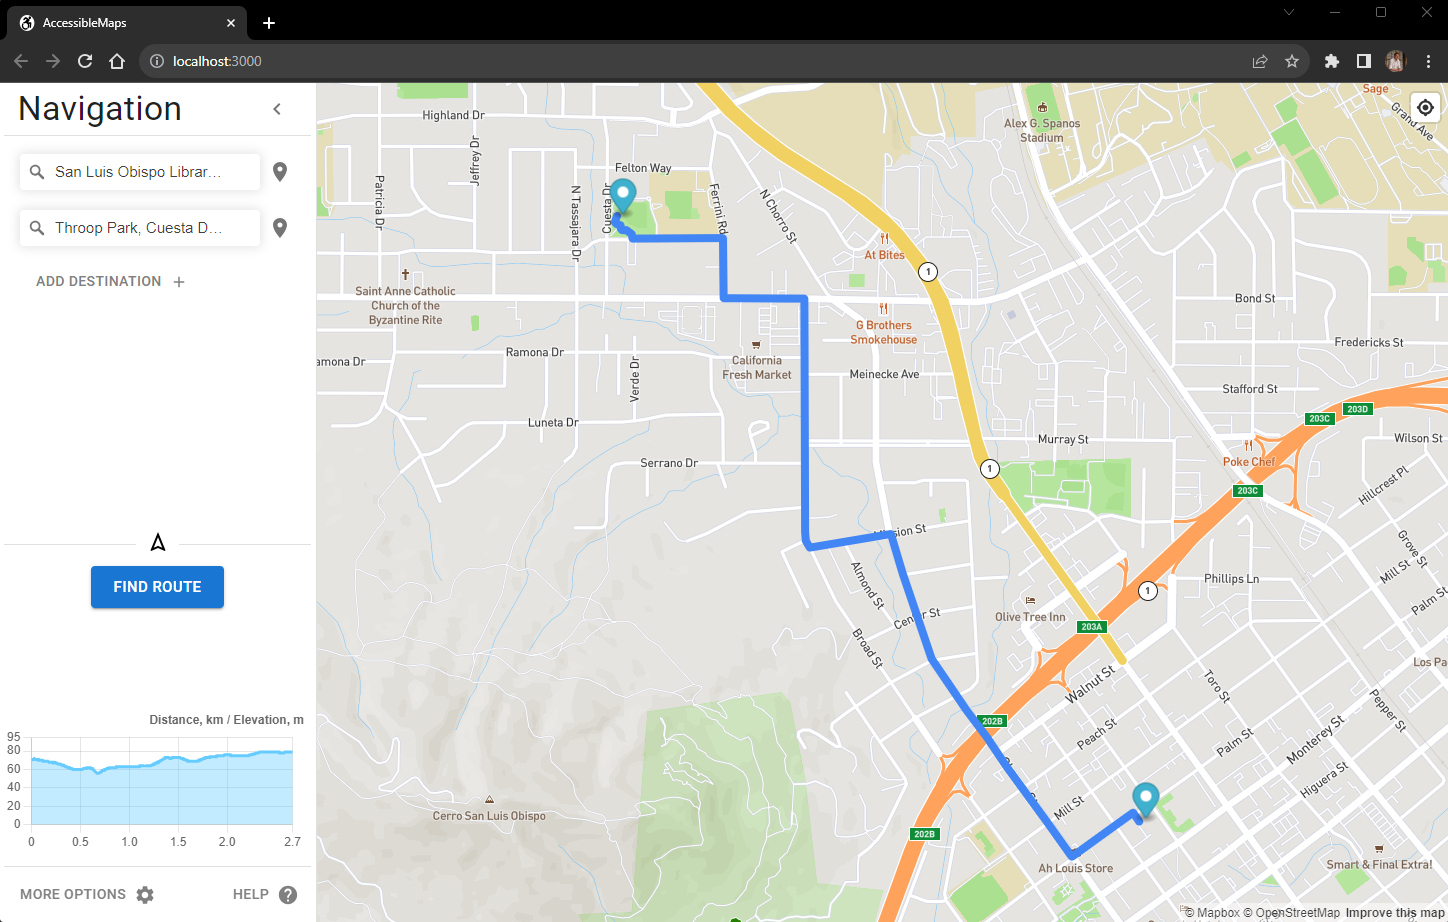 AccessibleMaps
localhost:3000
Navigation
San Luis Obispo Librar...
Throop Park, Cuesta D...
ADD DESTINATION +
FIND ROUTE
Distance, km / Elevation, m
95
80
60
40
20
0
0 0.5 1.0 1.5 2.0 2.7
MORE OPTIONS
HELP ?
Highland Dr
Jeffrey Dr
Patricia Dr
Felton Way
N Tassajara Dr
Cuesta Dr
Ferrini Rd
N Chorro St
Alex G. Spanos
Stadium
Sage
Grand Ave
At Bites
1
Saint Anne Catholic
Church of the
Byzantine Rite
G Brothers
Smokehouse
Bond St
Fredericks St
amona Dr
Ramona Dr
Verde Dr
California
Fresh Market
Meinecke Ave
Stafford St
203C
203D
Luneta Dr
Serrano Dr
Murray St
Wilson St
Poke Chef
1
203C
Hillcrest Pl
Grove St
Mill St
Palm St
Phillips Ln
1
Almond St
Center St
Broad St
Olive Tree Inn
203A
Los Pa
Walnut St
Toro St
Pepper St
202B
Peach St
Palm St
Monterey St
Higuera St
Mill St
Cerro San Luis Obispo
202B
Ah Louis Store
Smart & Final Extra!
© Mapbox © OpenStreetMap Improve this map